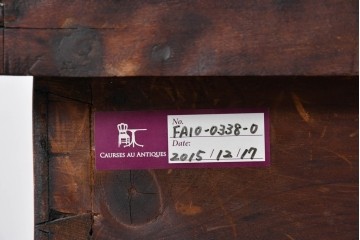 No.
FA10-0338-0
Date:
2015/12/17
CAURSES AU ANTIQUES